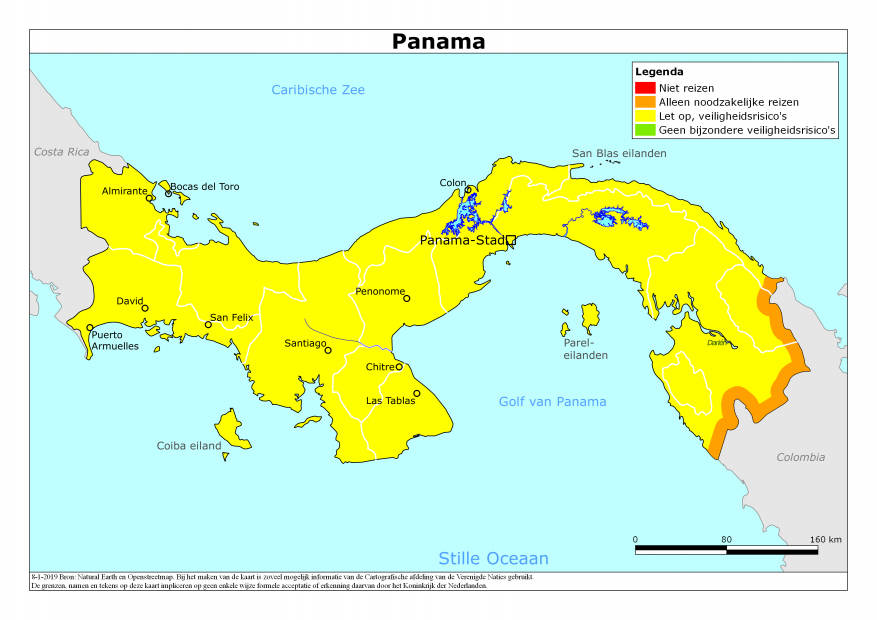 Panama
Legenda
Niet reizen
Alleen noodzakelijke reizen
Let op, veiligheidsrisico's
Geen bijzondere veiligheidsrisico's
Caribische Zee
Costa Rica
San Blas eilanden
Almirante
Bocas del Toro
Colon
Panama-Stad
Penonome
David
San Felix
Puerto
Armuelles
Santiago
Parel-
eilanden
Darién
Chitre
Las Tablas
Golf van Panama
Coiba eiland
Colombia
0 80 160 km
Stille Oceaan
8-1-2019 Bron: Natural Earth en Openstreetmap. Bij het maken van de kaart is zoveel mogelijk informatie van de Cartografische afdeling van de Verenigde Naties gebruikt.
De grenzen, namen en tekens op deze kaart impliceren op geen enkele wijze formele acceptatie of erkenning daarvan door het Koninkrijk der Nederlanden.